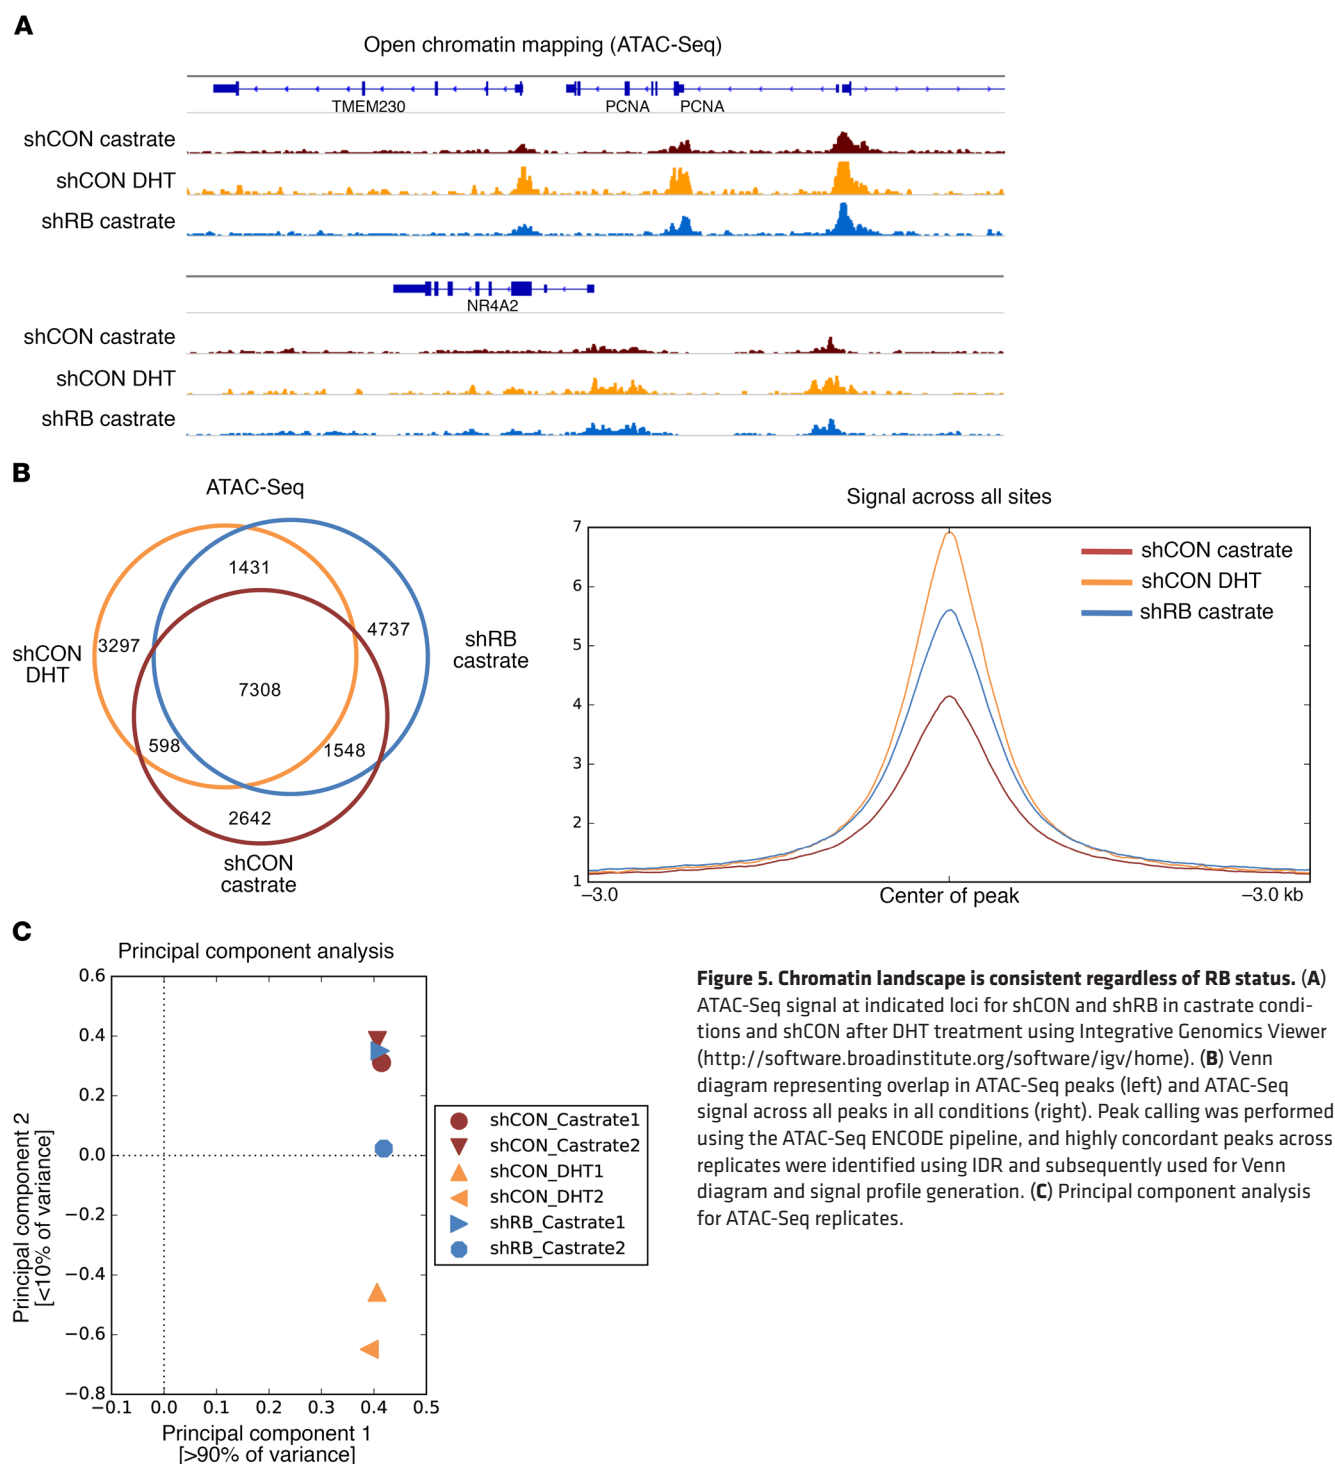 A
Open chromatin mapping (ATAC-Seq)
TMEM230
PCNA
PCNA
shCON castrate
shCON DHT
shRB castrate
NR4A2
shCON castrate
shCON DHT
shRB castrate
B
ATAC-Seq
1431
3297
4737
7308
598
1548
2642
shCON
DHT
shRB
castrate
shCON
castrate
Signal across all sites
7
6
5
4
3
2
1
shCON castrate
shCON DHT
shRB castrate
−3.0
Center of peak
−3.0 kb
C
Principal component analysis
0.6
0.4
0.2
0.0
−0.2
−0.4
−0.6
−0.8
−0.1 0.0 0.1 0.2 0.3 0.4 0.5
Principal component 2
[<10% of variance]
Principal component 1
[>90% of variance]
shCON_Castrate1
shCON_Castrate2
shCON_DHT1
shCON_DHT2
shRB_Castrate1
shRB_Castrate2
Figure 5. Chromatin landscape is consistent regardless of RB status. (A)
ATAC-Seq signal at indicated loci for shCON and shRB in castrate condi-
tions and shCON after DHT treatment using Integrative Genomics Viewer
(http://software.broadinstitute.org/software/igv/home). (B) Venn
diagram representing overlap in ATAC-Seq peaks (left) and ATAC-Seq
signal across all peaks in all conditions (right). Peak calling was performed
using the ATAC-Seq ENCODE pipeline, and highly concordant peaks across
replicates were identified using IDR and subsequently used for Venn
diagram and signal profile generation. (C) Principal component analysis
for ATAC-Seq replicates.